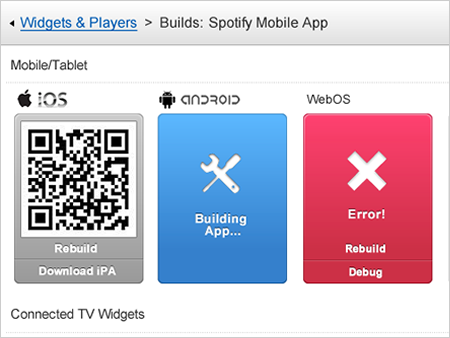 Widgets & Players > Builds: Spotify Mobile App
Mobile/Tablet
iOS
ANDROID
WebOS
Building
App...
Error!
Rebuild
Rebuild
Download iPA
Debug
Connected TV Widgets